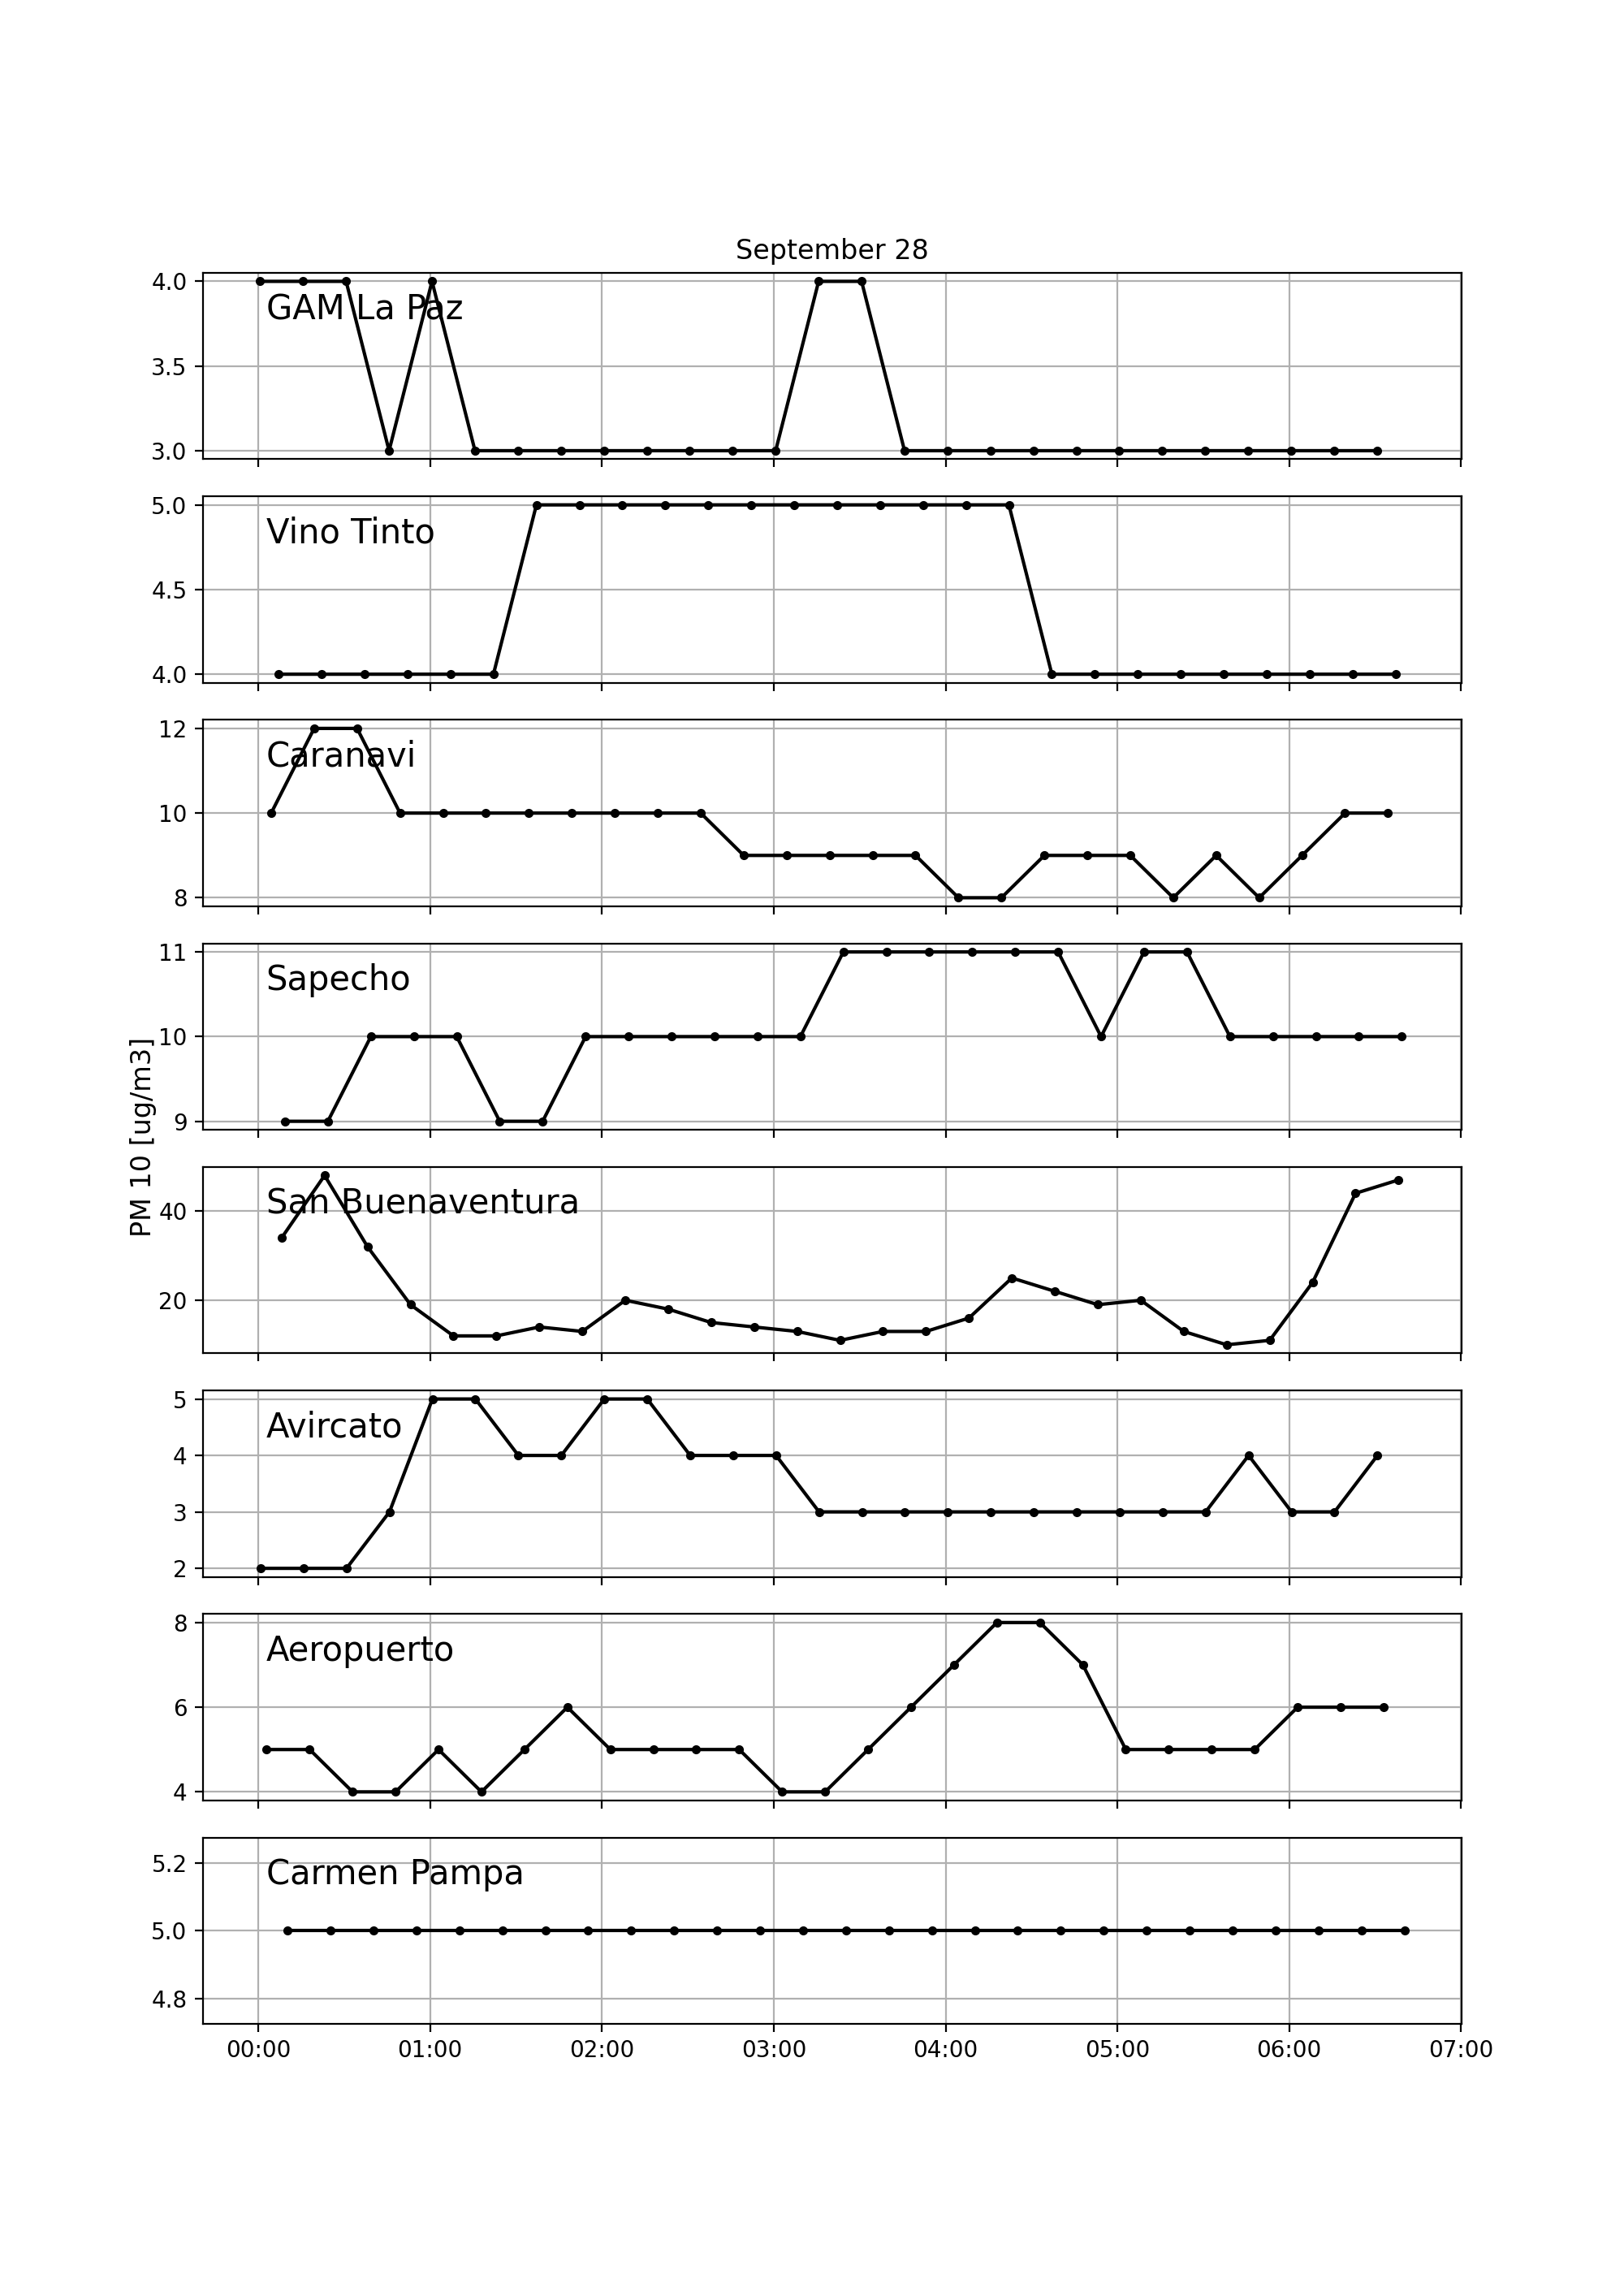 September 28
4.0
GAM La Paz
3.5
3.0
5.0
Vino Tinto
4.5
4.0
12
Caranavi
10
8
11
Sapecho
10
9
PM 10 [ug/m3]
San Buenaventura
40
20
5
Avircato
4
3
2
8
Aeropuerto
6
4
5.2
Carmen Pampa
5.0
4.8
00:00 01:00 02:00 03:00 04:00 05:00 06:00 07:00